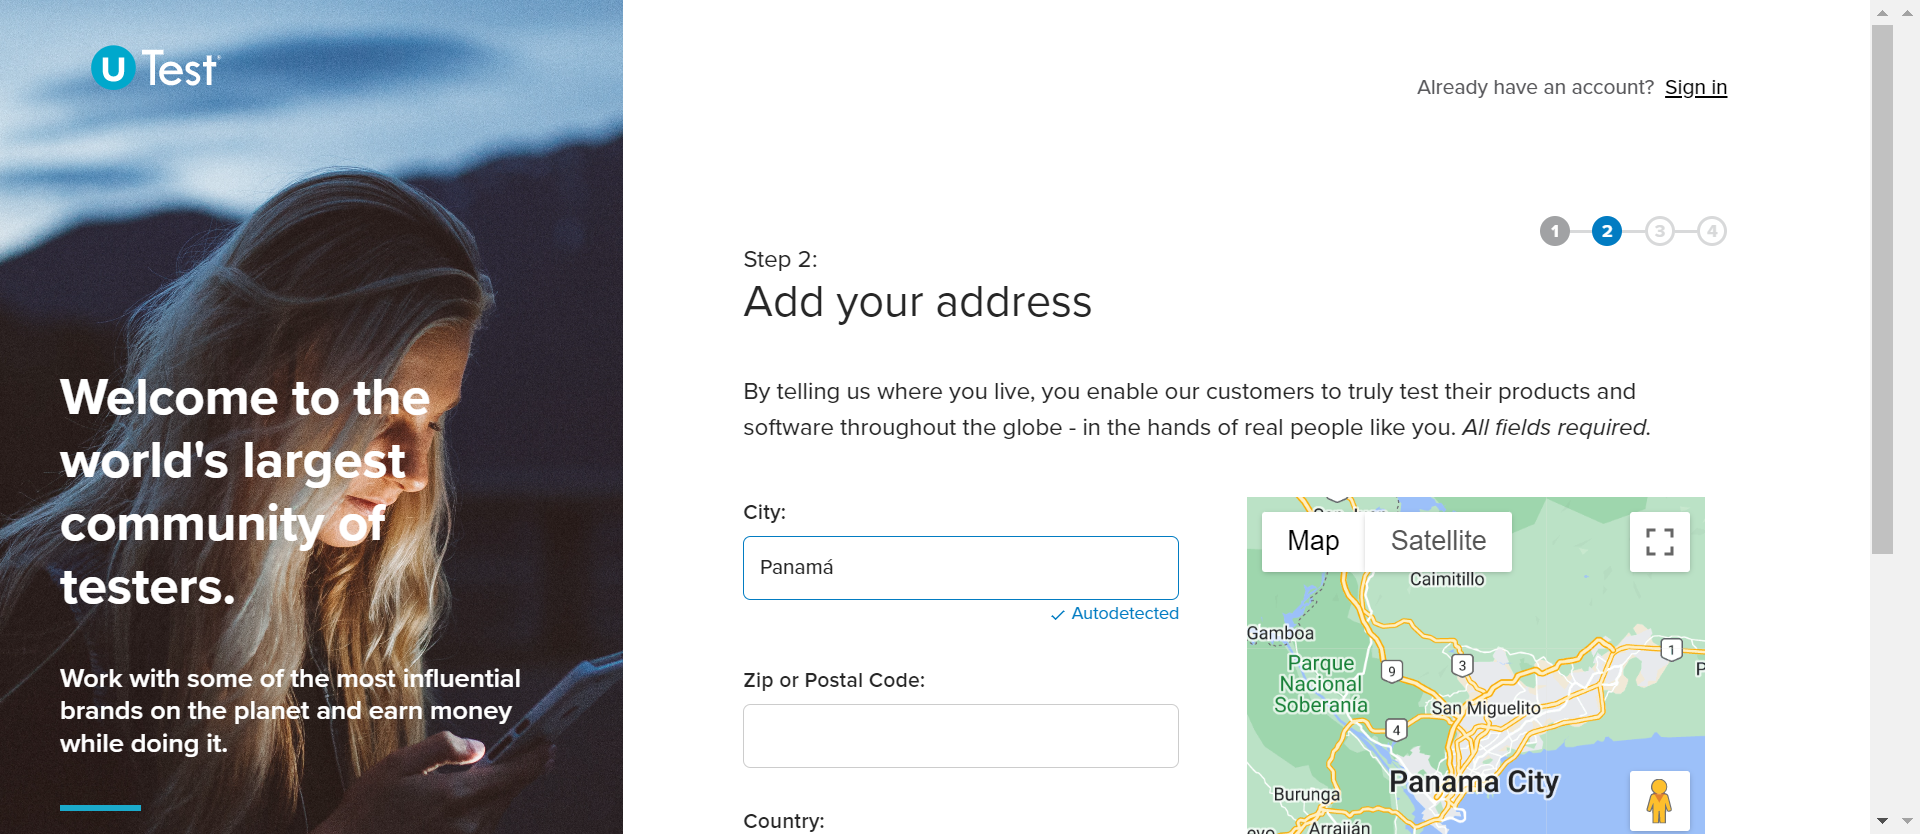 u Test
Already have an account? Sign in
1 2 3 4
Step 2:
Add your address
By telling us where you live, you enable our customers to truly test their products and
software throughout the globe - in the hands of real people like you. All fields required.
City:
Panamá
Autodetected
Zip or Postal Code:
Country:
Welcome to the
world's largest
community of
testers.
Work with some of the most influential
brands on the planet and earn money
while doing it.
Map
Satellite
Caimitillo
Gamboa
Parque
Nacional
Soberanía
9
3
1
San Miguelito
4
Panama City
Burunga
Arraiján